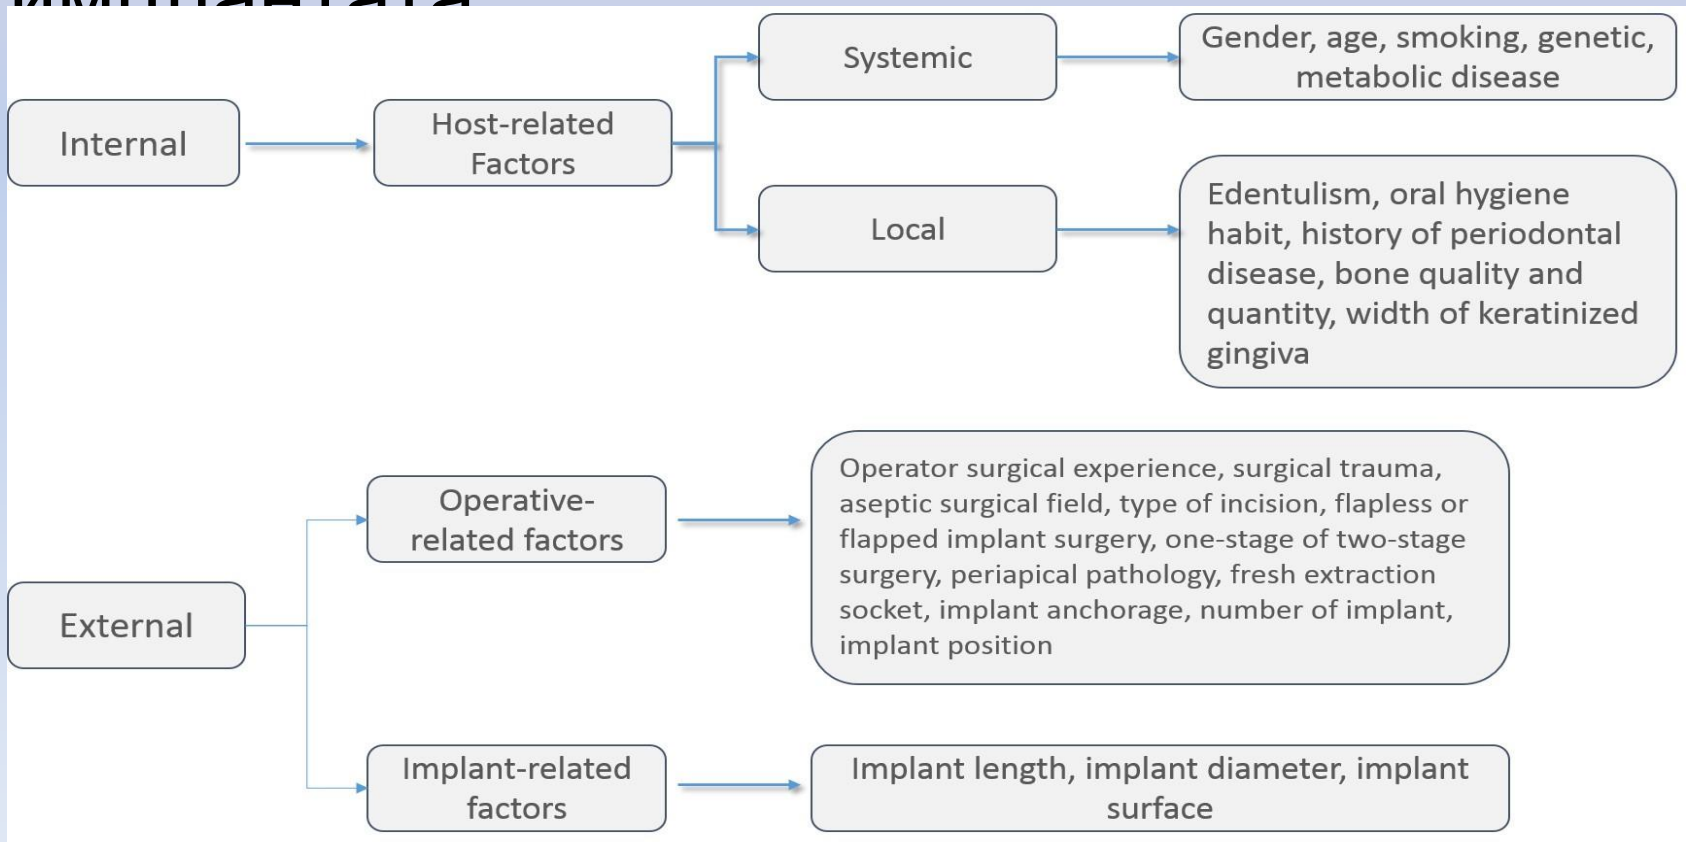 имплантата
Systemic
Gender, age, smoking, genetic,
metabolic disease
Internal
Host-related
Factors
Local
Edentulism, oral hygiene
habit, history of periodontal
disease, bone quality and
quantity, width of keratinized
gingiva
Operative-
related factors
Operator surgical experience, surgical trauma,
aseptic surgical field, type of incision, flapless or
flapped implant surgery, one-stage of two-stage
surgery, periapical pathology, fresh extraction
socket, implant anchorage, number of implant,
implant position
External
Implant-related
factors
Implant length, implant diameter, implant
surface